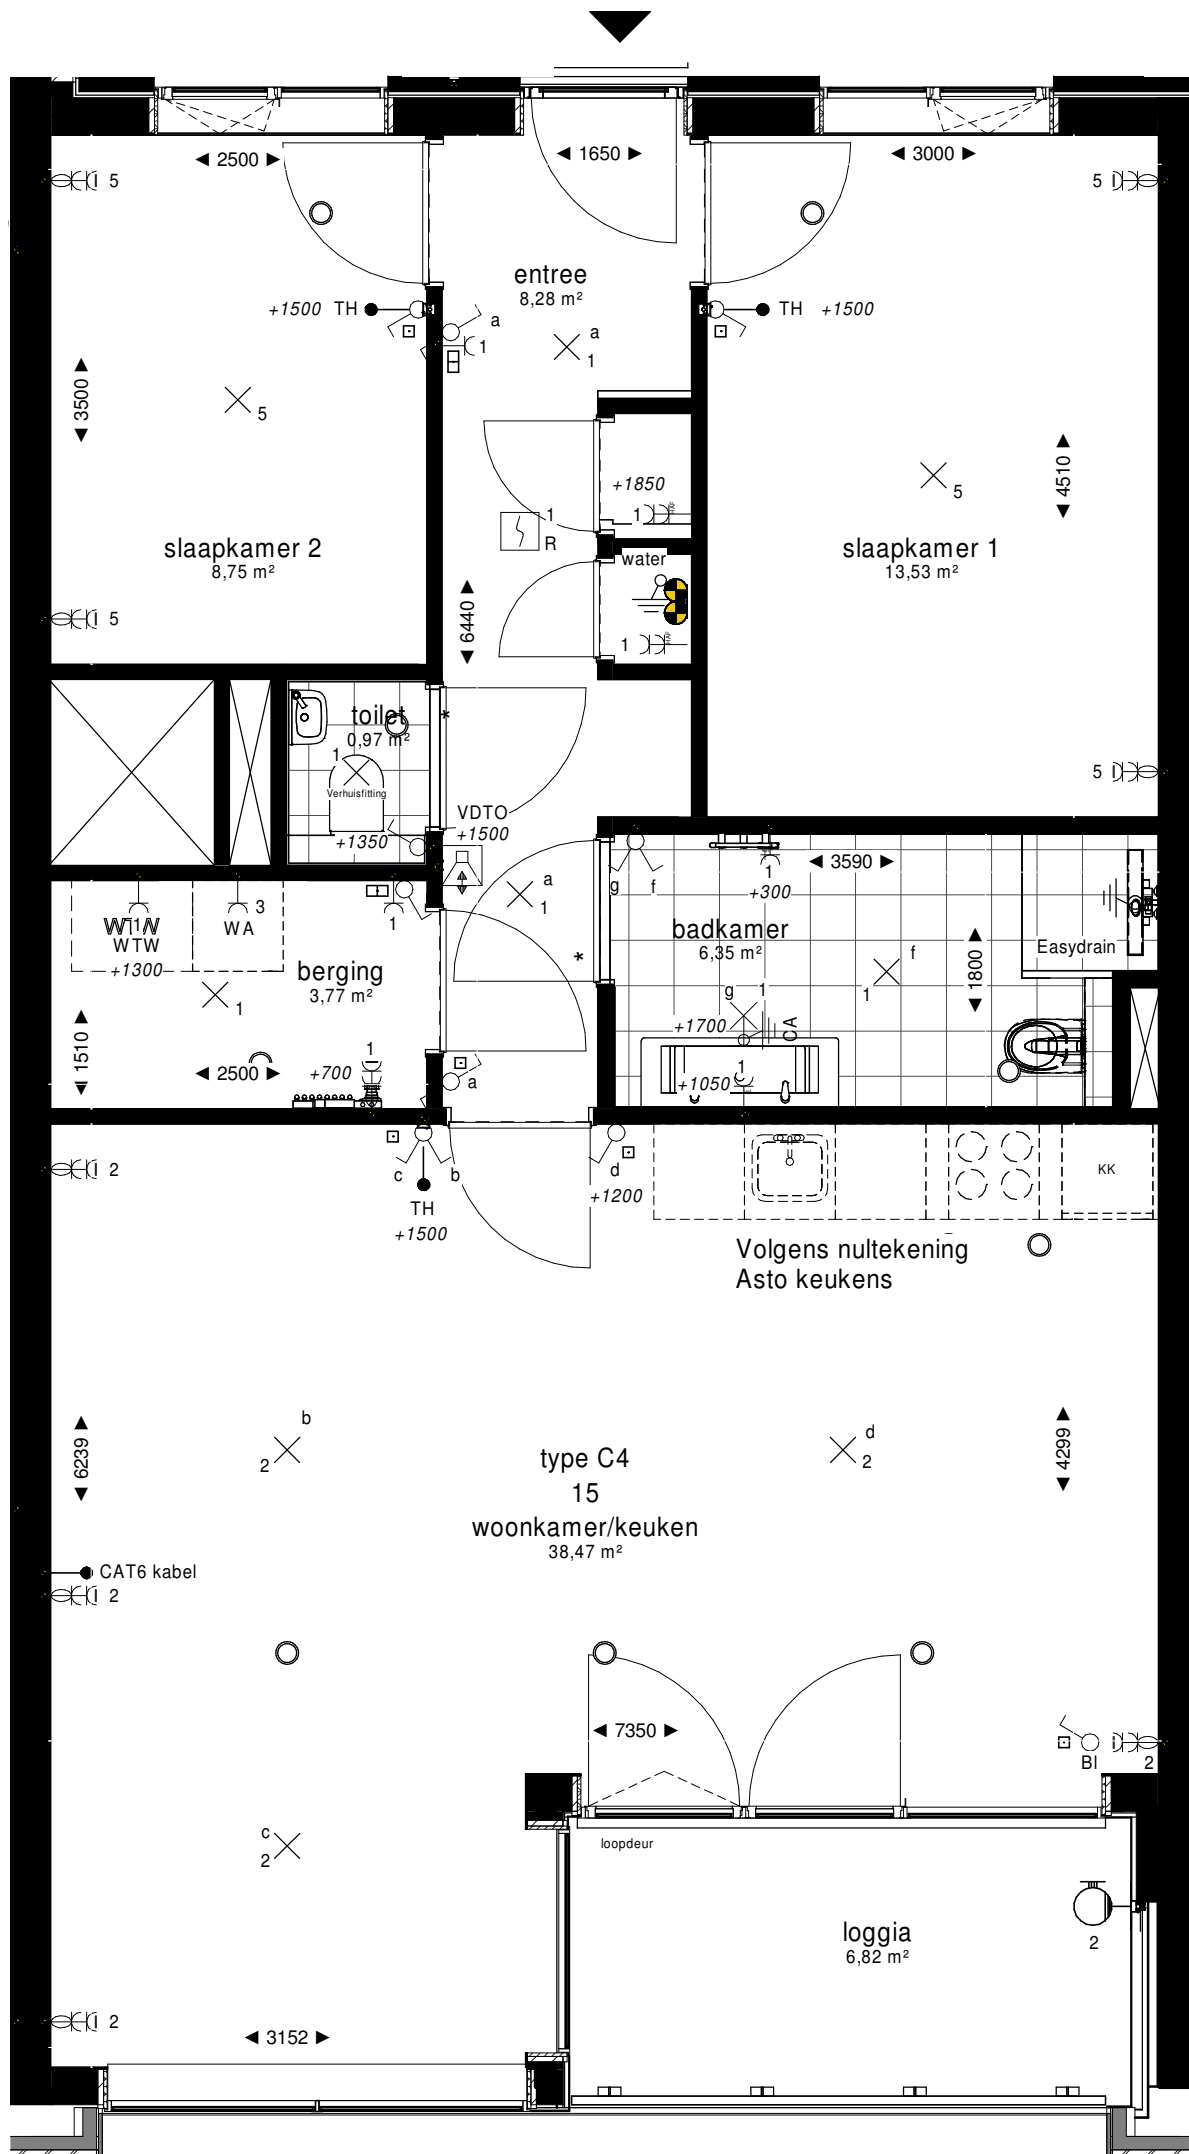 ◄ 2500 ►
◄ 1650 ►
◄ 3000 ►
5
5
entree
8,28 m²
+1500 TH
a
1
a
1
TH +1500
◄ 3500 ►
5
◄ 4510 ►
5
+1850
1
HAF
1
R
slaapkamer 2
8,75 m²
slaapkamer 1
13,53 m²
water
5
◄ 6440 ►
1
HAF
toilet
0,97 m²
*
1
Verhuisfitting
+1350
5
VDTO
+1500
g
f
1
+300
◄ 3590 ►
a
1
WTW
1
WTW
+1300
3
WA
1
badkamer
6,35 m²
Easydrain
*
f
1
◄ 1800 ►
berging
3,77 m²
1
g
1
+1700
CA
◄ 1510 ►
◄ 2500 ►
+700
1
a
+1050
1
2
c
b
TH
+1500
d
+1200
KK
Volgens nultekening
Asto keukens
b
2
d
2
◄ 6239 ►
◄ 4299 ►
type C4
15
woonkamer/keuken
38,47 m²
CAT6 kabel
2
◄ 7350 ►
BI
2
c
2
loopdeur
loggia
6,82 m²
2
2
◄ 3152 ►